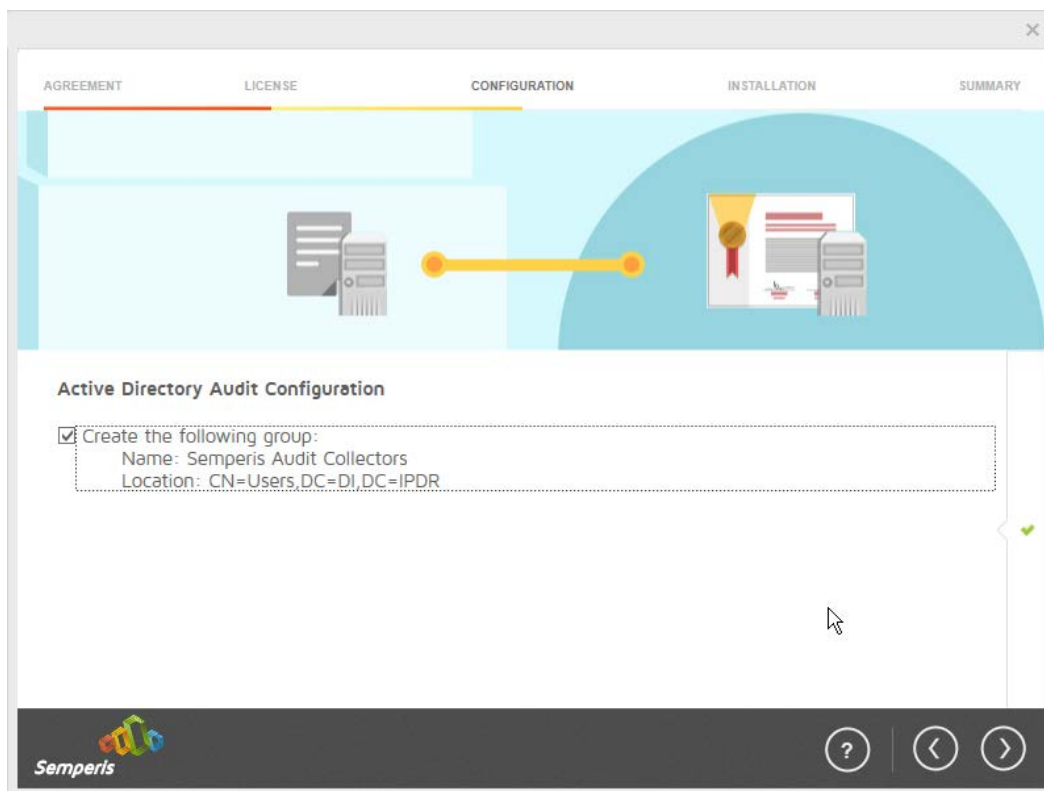 AGREEMENT LICENSE CONFIGURATION INSTALLATION SUMMARY
Active Directory Audit Configuration
Create the following group:
Name: Semperis Audit Collectors
Location: CN=Users,DC=DI,DC=IPDR
Semperis
?